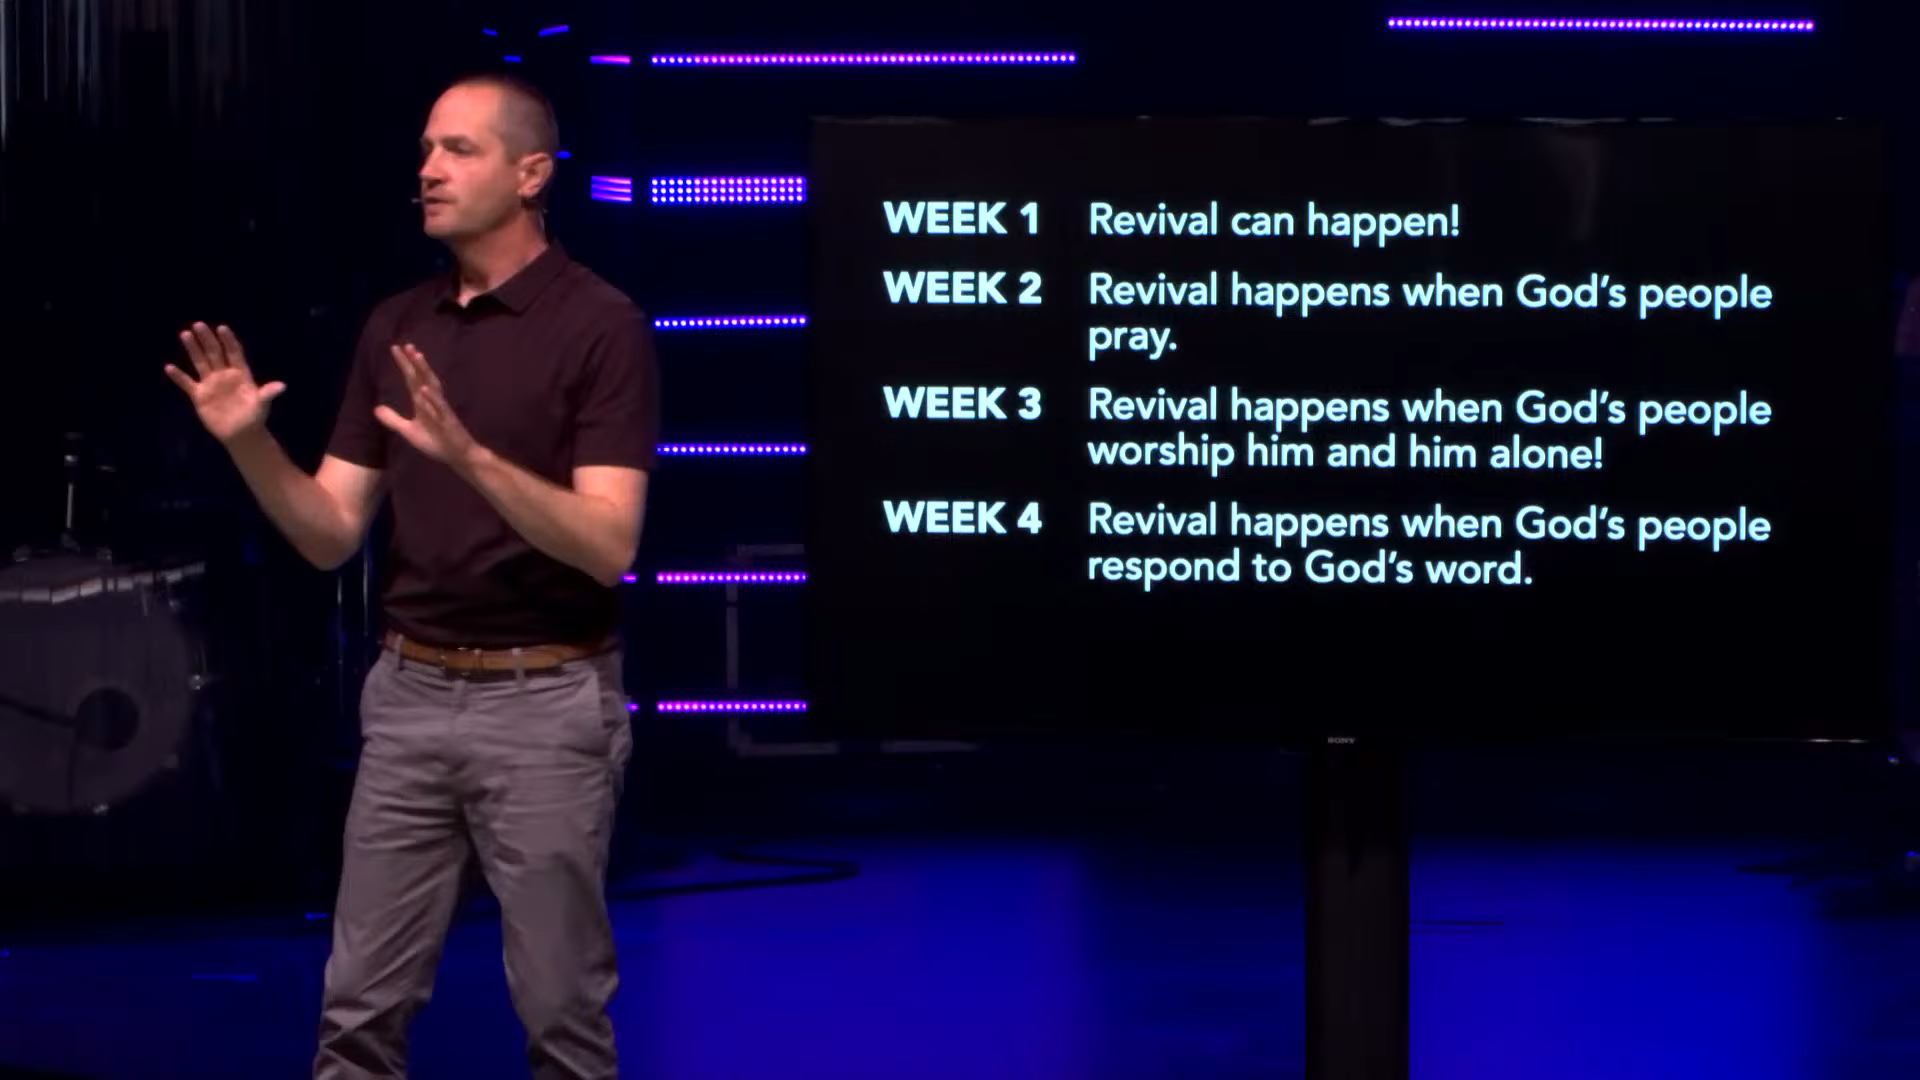 WEEK 1 Revival can happen!
WEEK 2 Revival happens when God's people
pray.
WEEK 3 Revival happens when God's people
worship him and him alone!
WEEK 4 Revival happens when God's people
respond to God's word.
SONY